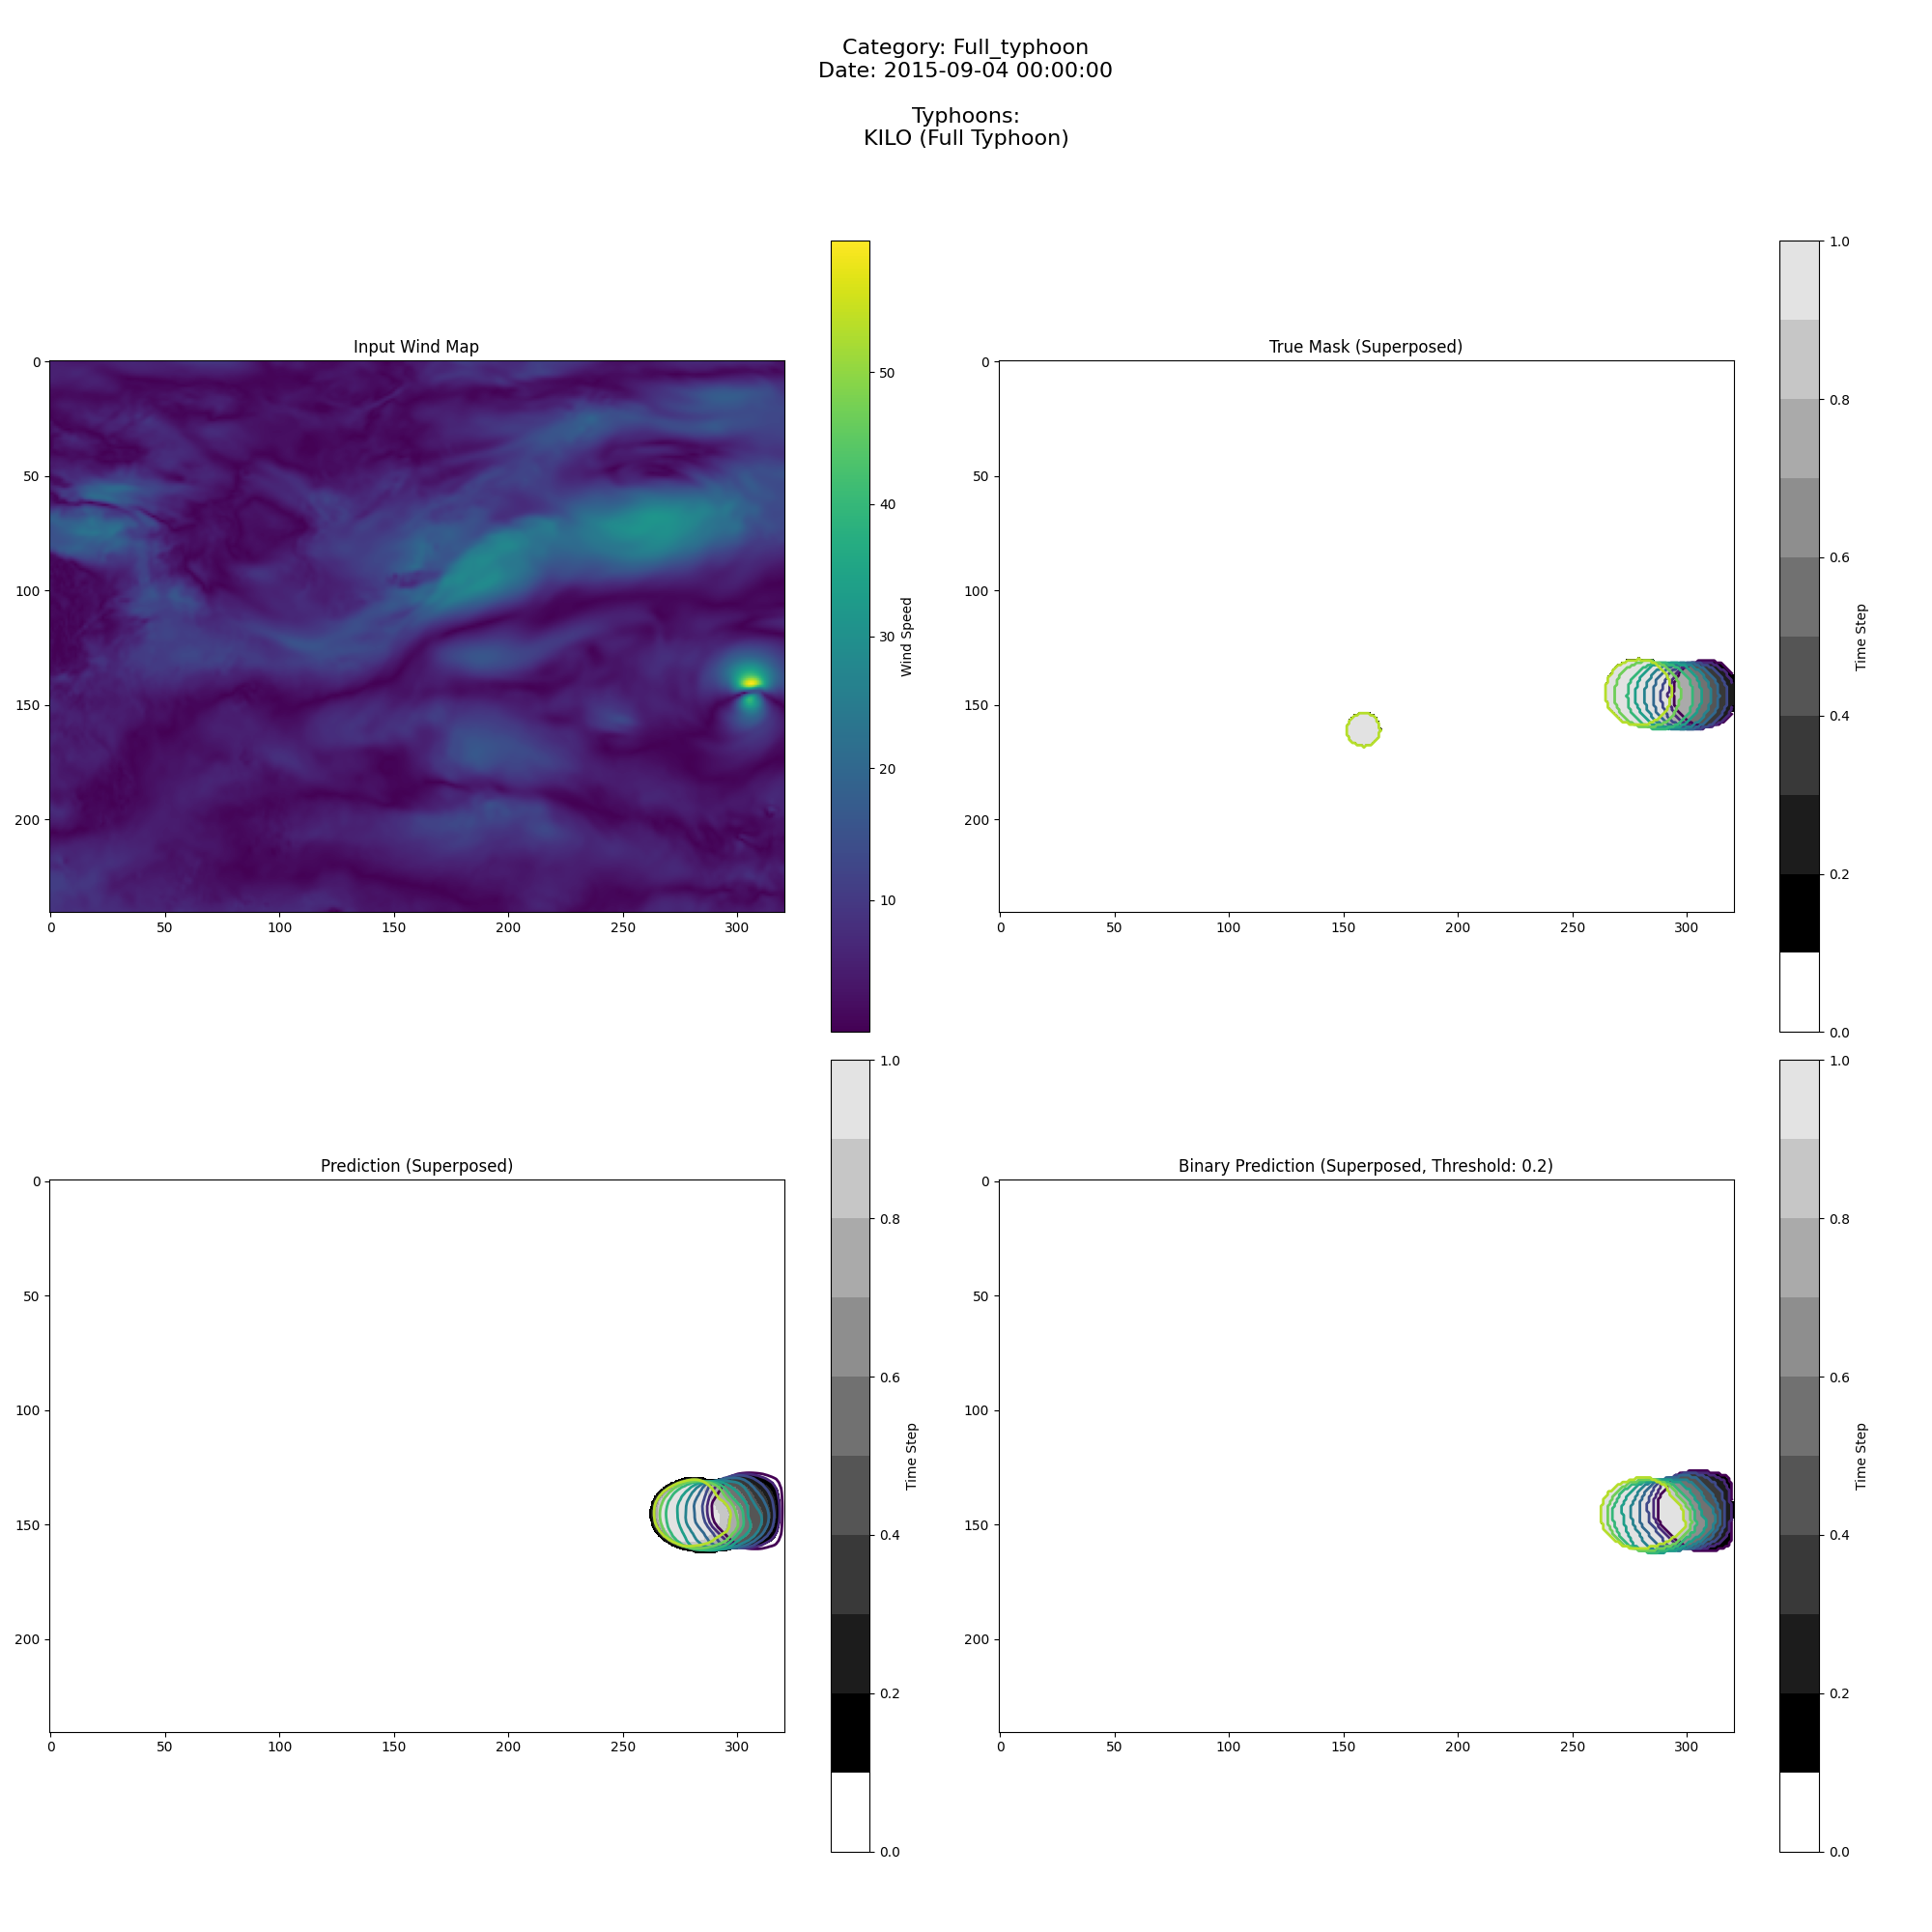 Category: Full_typhoon
Date: 2015-09-04 00:00:00
Typhoons:
KILO (Full Typhoon)
Input Wind Map
0
50
100
150
200
0 50 100 150 200 250 300
50
40
30
20
10
Wind Speed
True Mask (Superposed)
0
50
100
150
200
0 50 100 150 200 250 300
1.0
0.8
0.6
0.4
0.2
0.0
Time Step
Prediction (Superposed)
0
50
100
150
200
0 50 100 150 200 250 300
1.0
0.8
0.6
0.4
0.2
0.0
Time Step
Binary Prediction (Superposed, Threshold: 0.2)
0
50
100
150
200
0 50 100 150 200 250 300
1.0
0.8
0.6
0.4
0.2
0.0
Time Step